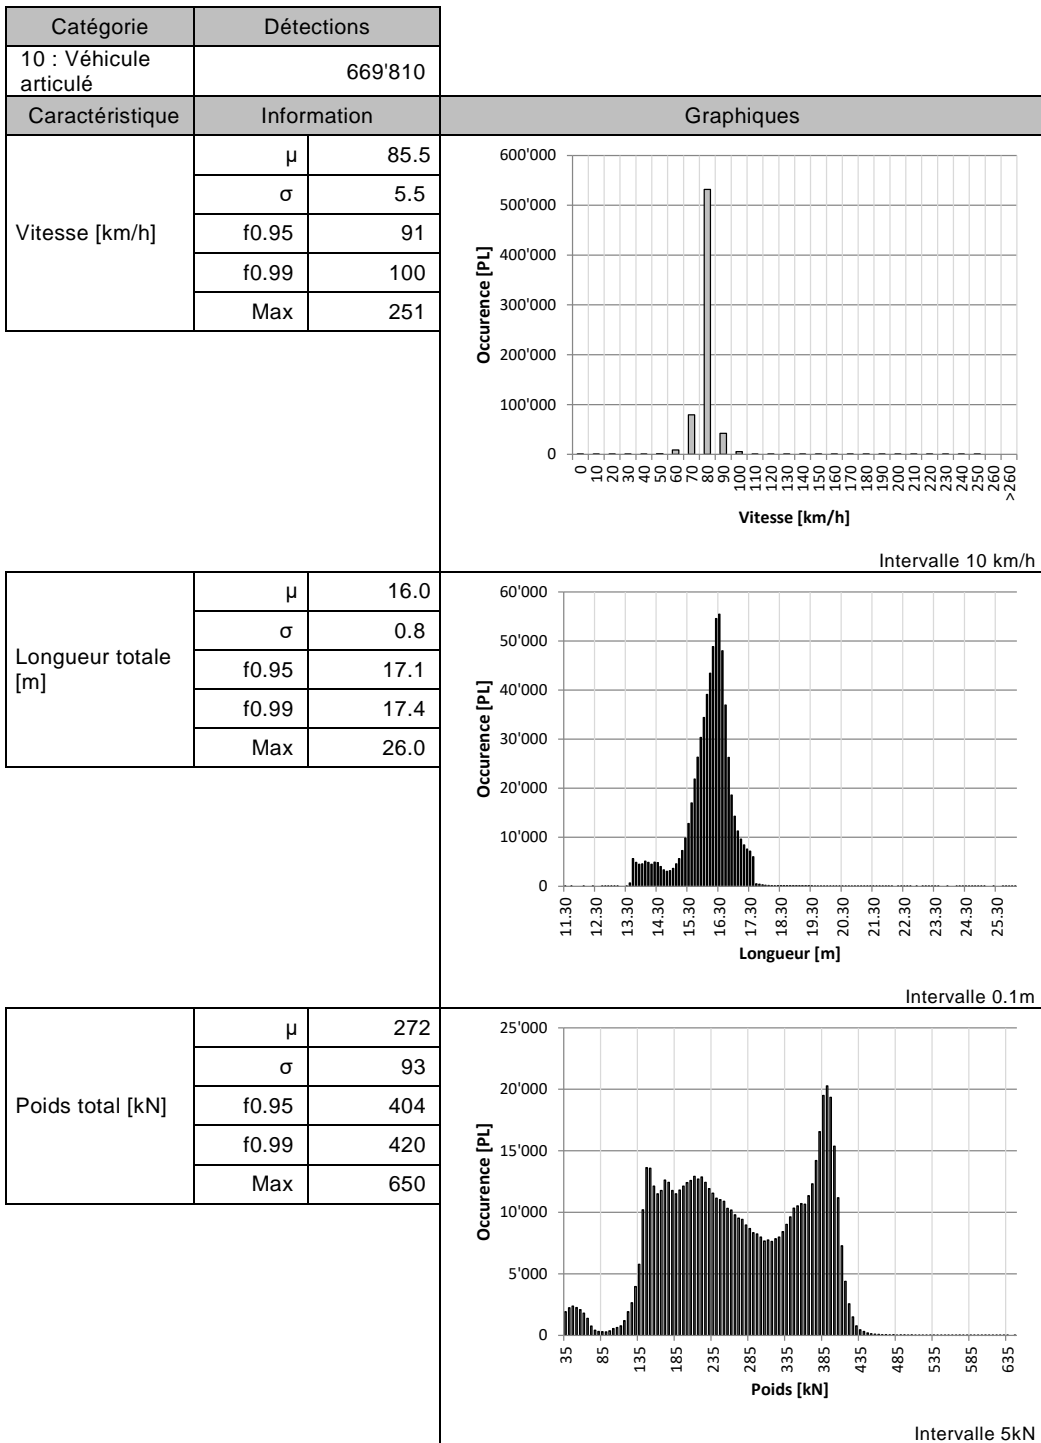 Catégorie Détections
10 : Véhicule
articulé
669'810
Caractéristique Information Graphiques
Vitesse [km/h]
μ 85.5
σ 5.5
f0.95 91
f0.99 100
Max 251
600'000
500'000
400'000
300'000
200'000
100'000
0
Occurence [PL]
0 10 20 30 40 50 60 70 80 90 100 110 120 130 140 150 160 170 180 190 200 210 220 230 240 250 260 >260
Vitesse [km/h]
Intervalle 10 km/h
Longueur totale
[m]
μ 16.0
σ 0.8
f0.95 17.1
f0.99 17.4
Max 26.0
60'000
50'000
40'000
30'000
20'000
10'000
0
Occurence [PL]
11.30 12.30 13.30 14.30 15.30 16.30 17.30 18.30 19.30 20.30 21.30 22.30 23.30 24.30 25.30
Longueur [m]
Intervalle 0.1m
Poids total [kN]
μ 272
σ 93
f0.95 404
f0.99 420
Max 650
25'000
20'000
15'000
10'000
5'000
0
Occurence [PL]
35 85 135 185 235 285 335 385 435 485 535 585 635
Poids [kN]
Intervalle 5kN